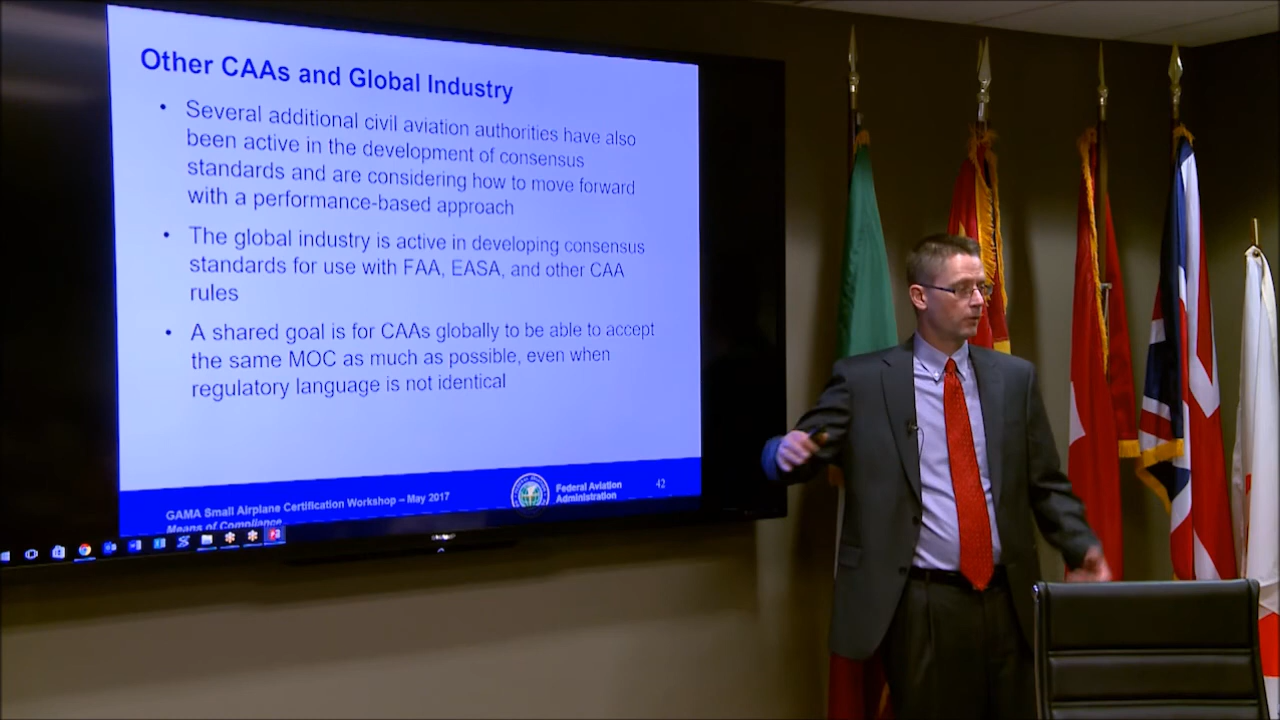 Other CAAs and Global Industry
• Several additional civil aviation authorities have also
been active in the development of consensus
standards and are considering how to move forward
with a performance-based approach
• The global industry is active in developing consensus
standards for use with FAA, EASA, and other CAA
rules
• A shared goal is for CAAs globally to be able to accept
the same MOC as much as possible, even when
regulatory language is not identical
GAMA Small Airplane Certification Workshop – May 2017
Means of Compliance
Federal Aviation
Administration
42